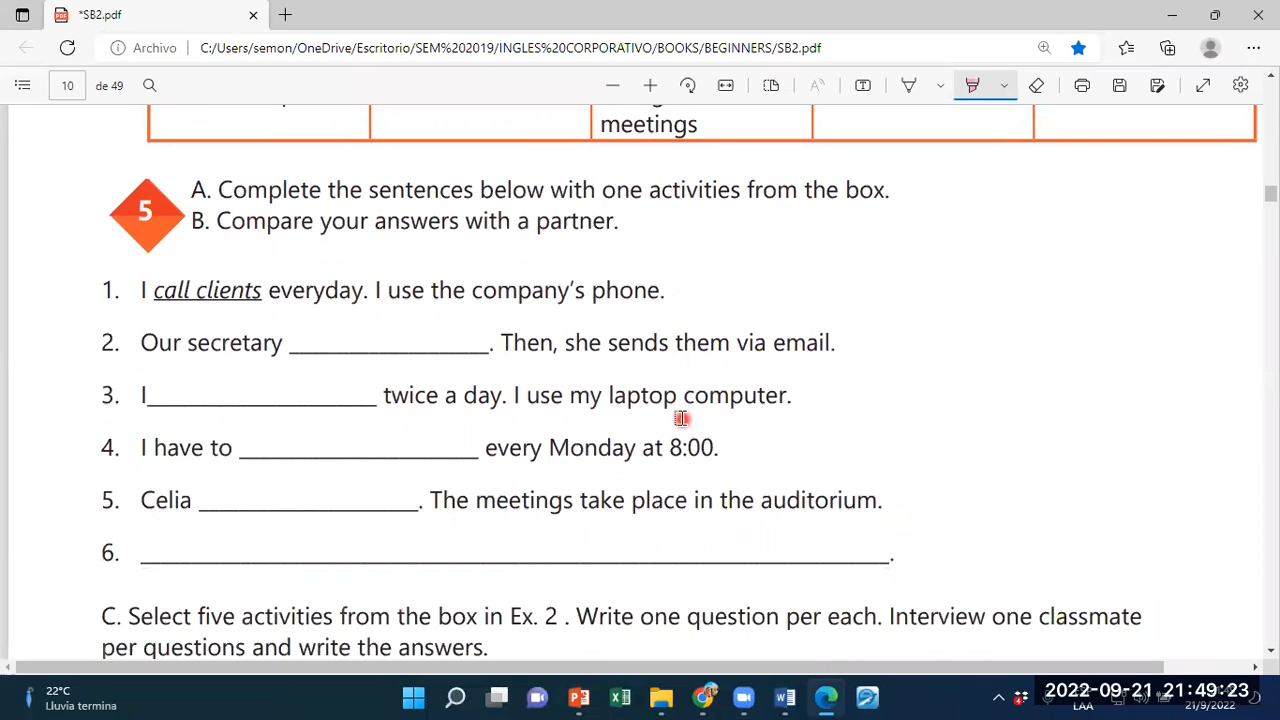 *SB2.pdf
Archivo
C:/Users/semon/OneDrive/Escritorio/SEM%202019/INGLES%20CORPORATIVO/BOOKS/BEGINNERS/SB2.pdf
10 de 49
meetings
5
A. Complete the sentences below with one activities from the box.
B. Compare your answers with a partner.
1. I call clients everyday. I use the company's phone.
2. Our secretary ___________________. Then, she sends them via email.
3. I______________________ twice a day. I use my laptop computer.
4. I have to _______________________ every Monday at 8:00.
5. Celia _____________________. The meetings take place in the auditorium.
6. ________________________________________________________________________.
C. Select five activities from the box in Ex. 2 . Write one question per each. Interview one classmate
per questions and write the answers.
22°C
Lluvia termina
2022-09-21 21:49:23
LAA
21/9/2022